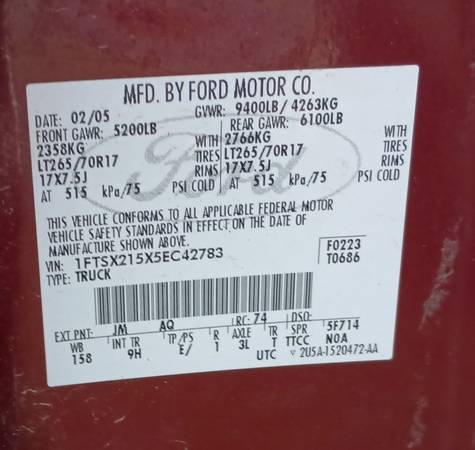 MFD. BY FORD MOTOR CO.
DATE: 02/05 GVWR: 9400LB/ 4263KG
FRONT GAWR: 5200LB REAR GAWR: 6100LB
2358KG WITH 2766KG WITH
LT265/70R17 TIRES LT265/70R17 TIRES
17X7.5J RIMS 17X7.5J RIMS
AT 515 kPa/75 PSI COLD AT 515 kPa/75 PSI COLD
Ford
THIS VEHICLE CONFORMS TO ALL APPLICABLE FEDERAL MOTOR
VEHICLE SAFETY STANDARDS IN EFFECT ON THE DATE OF
MANUFACTURE SHOWN ABOVE.
VIN: 1FTSX215X5EC42783 F0223
TYPE: TRUCK T0686
EXT PNT: JM AQ RC: 74 DSO:
WB INT TR TP/PS R AXLE TR SPR 5F714
158 9H E/ 1 3L T TTCC NOA
UTC ▽ 2U5A-1520472-AA